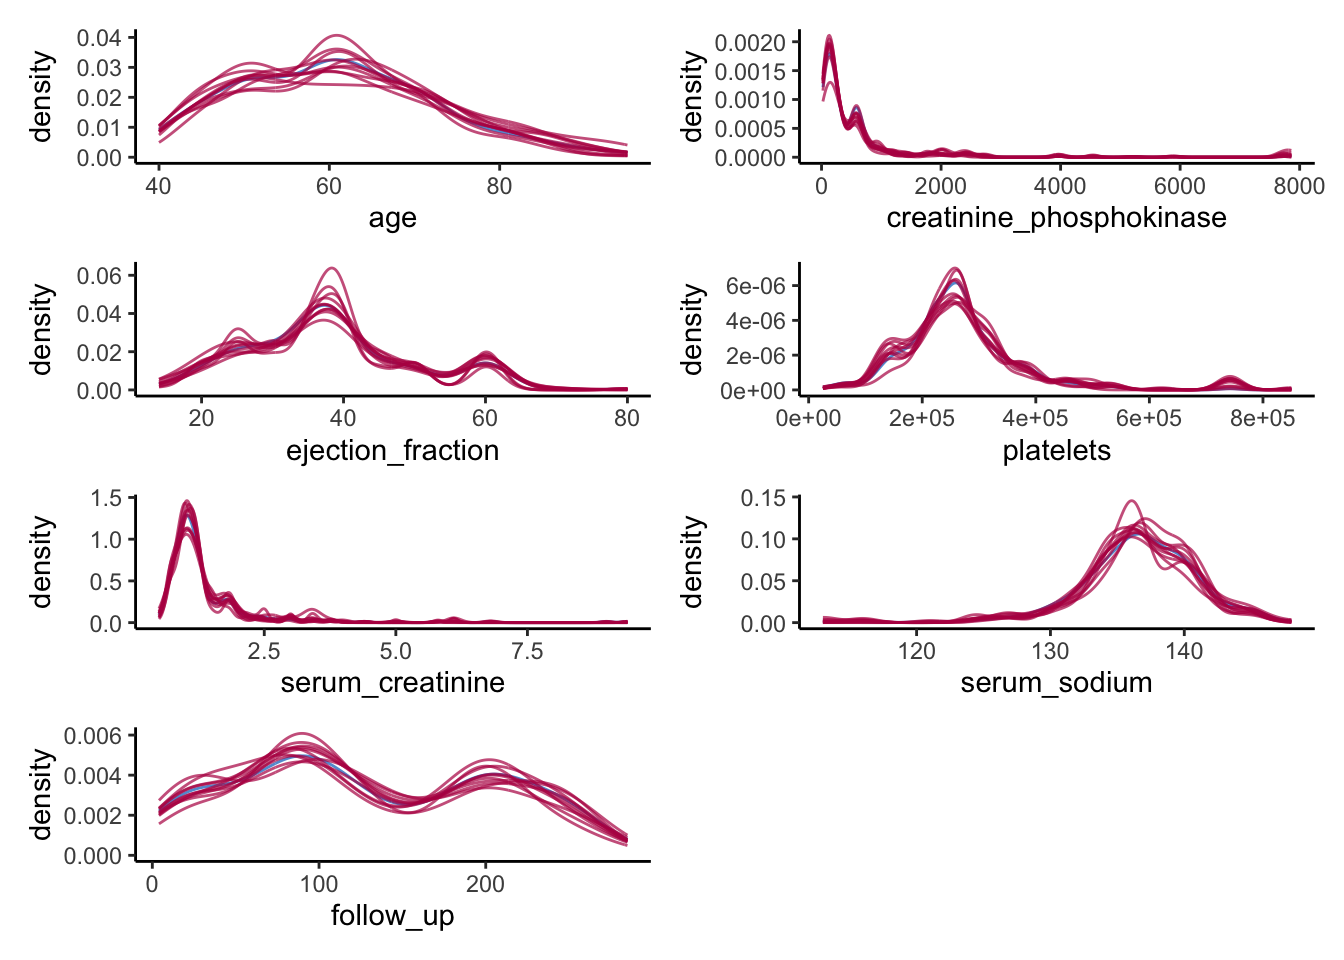 density
0.04
0.03
0.02
0.01
0.00
40 60 80
age
density
0.0020
0.0015
0.0010
0.0005
0.0000
0 2000 4000 6000 8000
creatinine_phosphokinase
density
0.06
0.04
0.02
0.00
20 40 60 80
ejection_fraction
density
6e-06
4e-06
2e-06
0e+00
0e+00 2e+05 4e+05 6e+05 8e+05
platelets
density
1.5
1.0
0.5
0.0
2.5 5.0 7.5
serum_creatinine
density
0.15
0.10
0.05
0.00
120 130 140
serum_sodium
density
0.006
0.004
0.002
0.000
0 100 200
follow_up